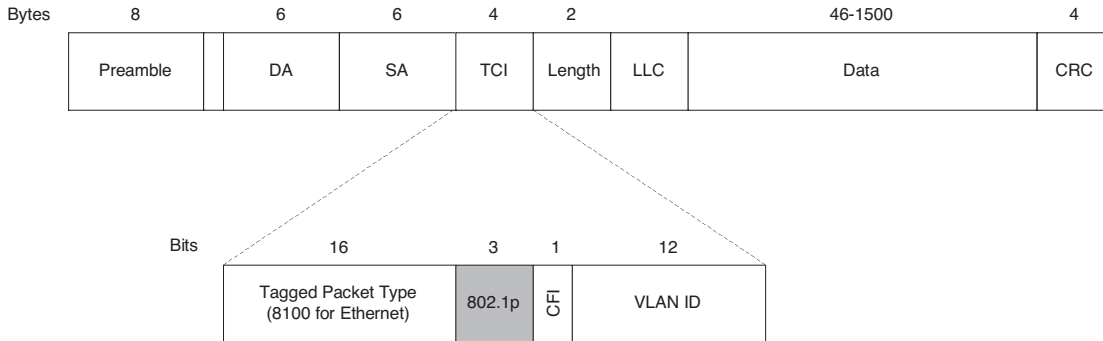 Bytes 8 6 6 4 2 46-1500 4
Preamble DA SA TCI Length LLC Data CRC
Bits 16 3 1 12
Tagged Packet Type
(8100 for Ethernet)
802.1p CFI VLAN ID